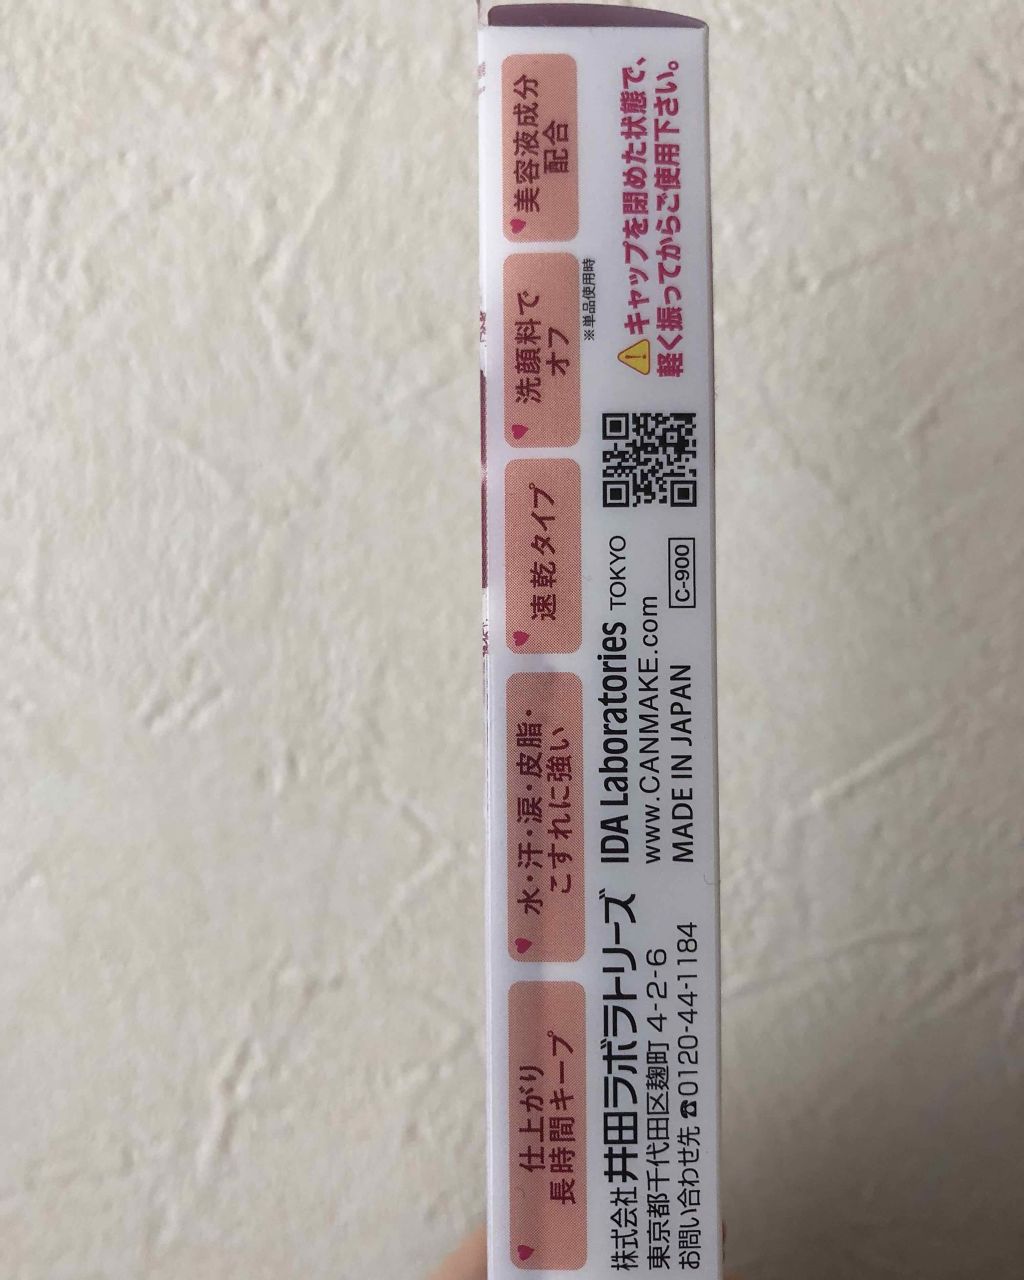 仕上がり
長時間キープ
水・汗・涙・皮脂・
こすれに強い
速乾タイプ
洗顔料で
オフ
※単品使用時
美容液成分
配合
株式会社井田ラボラトリーズ
東京都千代田区麹町 4-2-6
お問い合わせ先 ☎0120-44-1184
IDA Laboratories TOKYO
www.CANMAKE.com
MADE IN JAPAN
C-900
⚠キャップを閉めた状態で、
軽く振ってからご使用下さい。